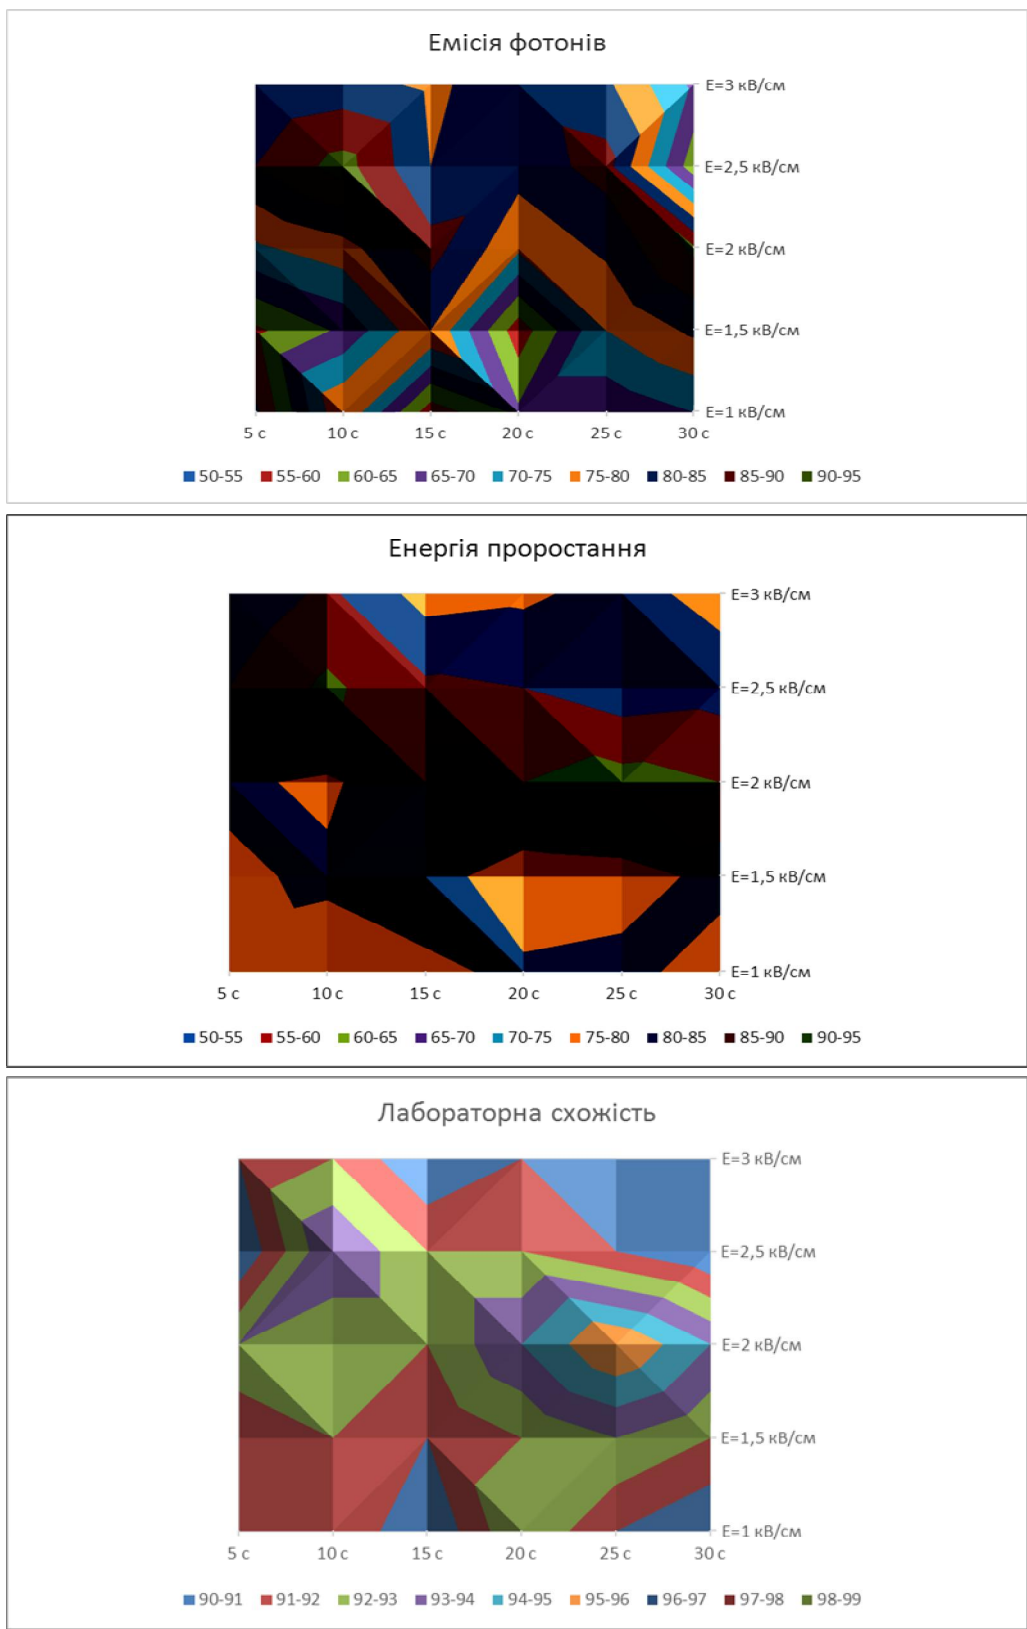 Емісія фотонів
E=3 кВ/см
E=2,5 кВ/см
E=2 кВ/см
E=1,5 кВ/см
E=1 кВ/см
5 с 10 с 15 с 20 с 25 с 30 с
50-55 55-60 60-65 65-70 70-75 75-80 80-85 85-90 90-95
Енергія проростання
E=3 кВ/см
E=2,5 кВ/см
E=2 кВ/см
E=1,5 кВ/см
E=1 кВ/см
5 с 10 с 15 с 20 с 25 с 30 с
50-55 55-60 60-65 65-70 70-75 75-80 80-85 85-90 90-95
Лабораторна схожість
E=3 кВ/см
E=2,5 кВ/см
E=2 кВ/см
E=1,5 кВ/см
E=1 кВ/см
5 с 10 с 15 с 20 с 25 с 30 с
90-91 91-92 92-93 93-94 94-95 95-96 96-97 97-98 98-99